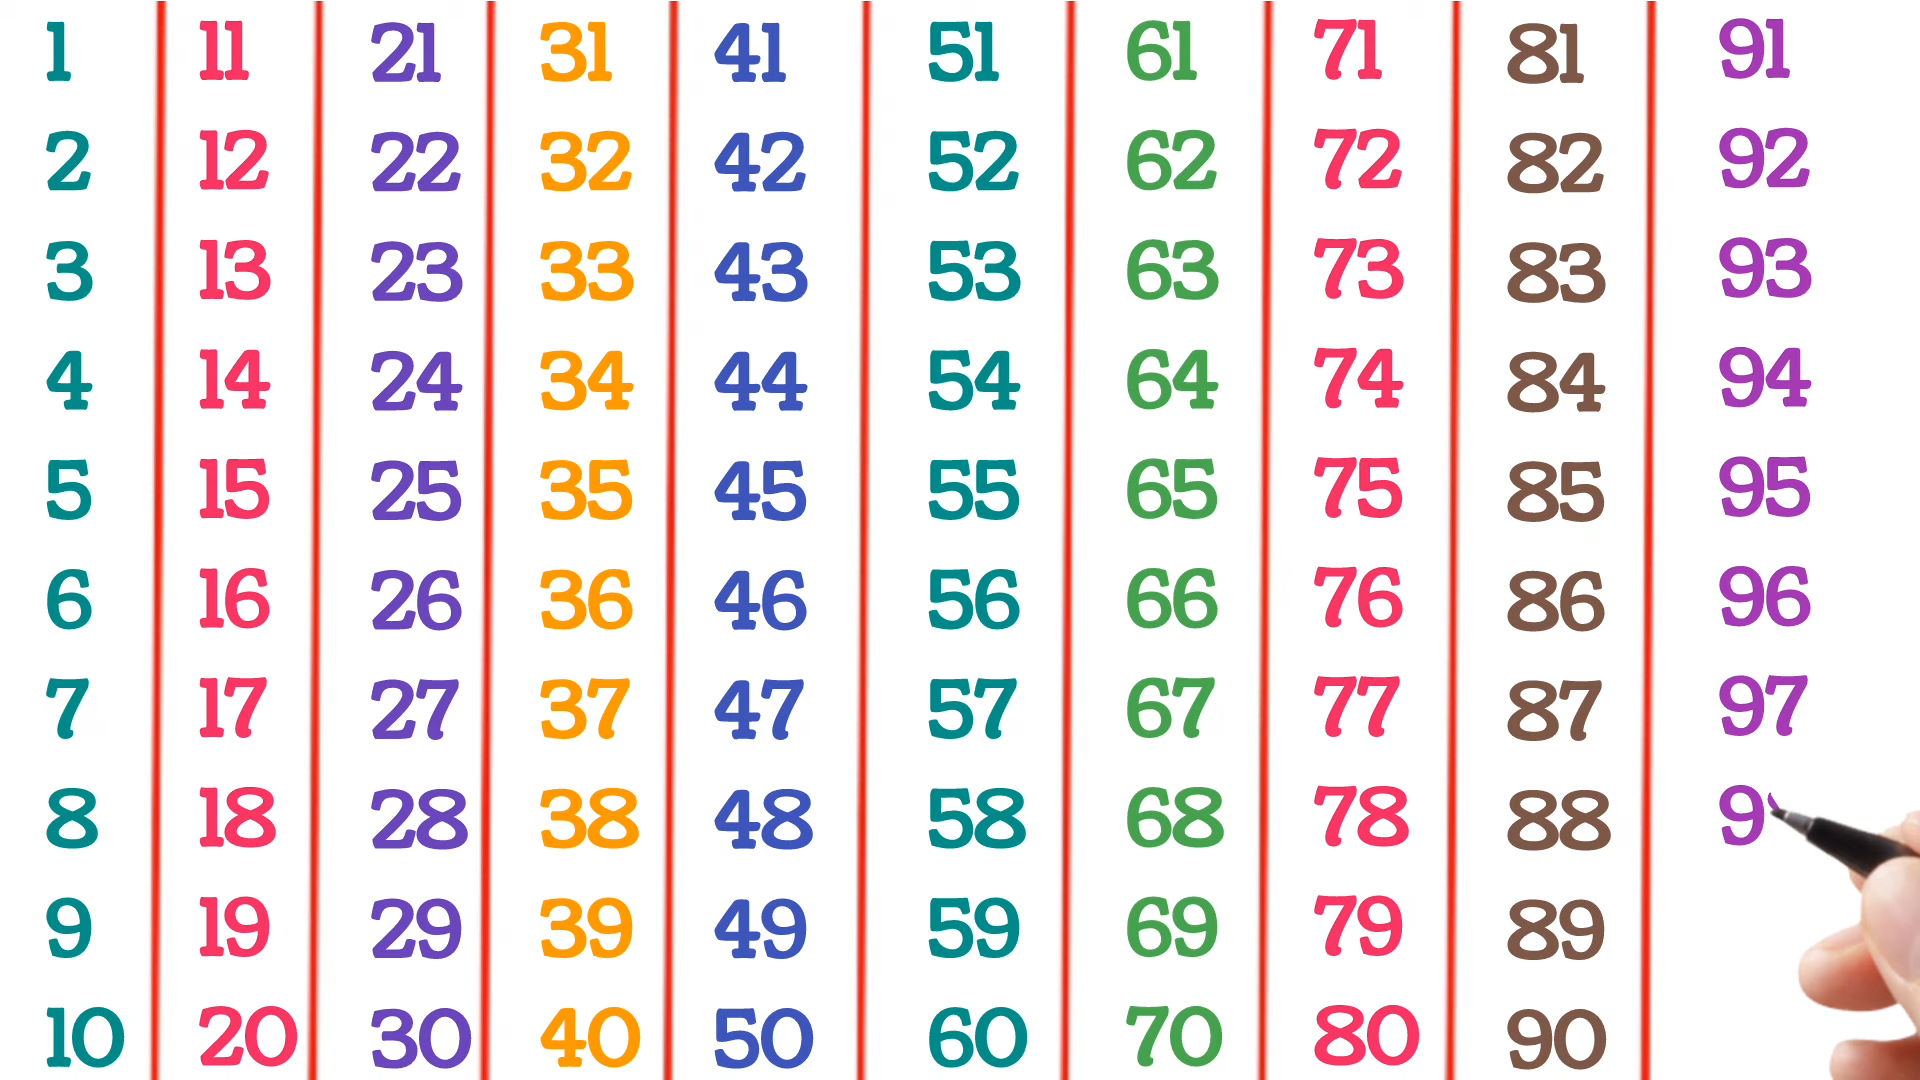 1 11 21 31 41 51 61 71 81 91
2 12 22 32 42 52 62 72 82 92
3 13 23 33 43 53 63 73 83 93
4 14 24 34 44 54 64 74 84 94
5 15 25 35 45 55 65 75 85 95
6 16 26 36 46 56 66 76 86 96
7 17 27 37 47 57 67 77 87 97
8 18 28 38 48 58 68 78 88 9
9 19 29 39 49 59 69 79 89
10 20 30 40 50 60 70 80 90